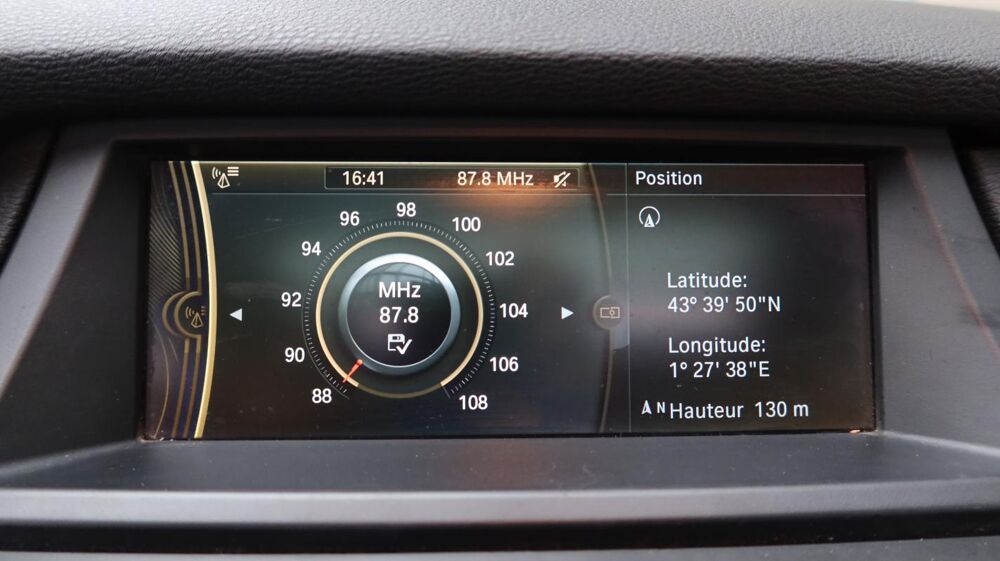 16:41
87.8 MHz
Position
98
96
100
94
102
92
104
90
106
88
108
MHz
87.8
Latitude:
43° 39' 50"N
Longitude:
1° 27' 38"E
N Hauteur 130 m